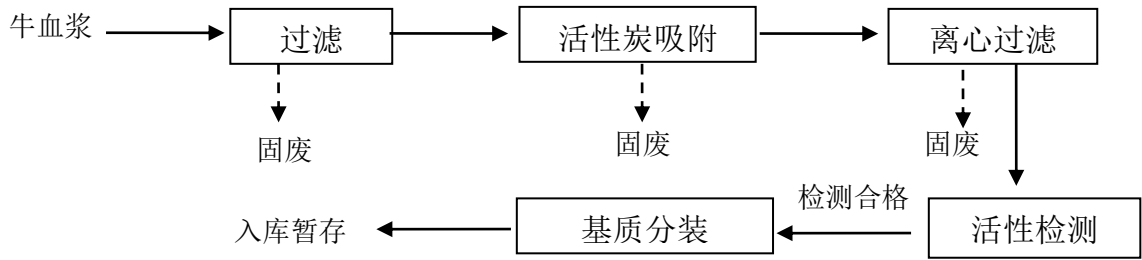 牛血浆
过滤
活性炭吸附
离心过滤
固废
固废
固废
检测合格
入库暂存
基质分装
活性检测